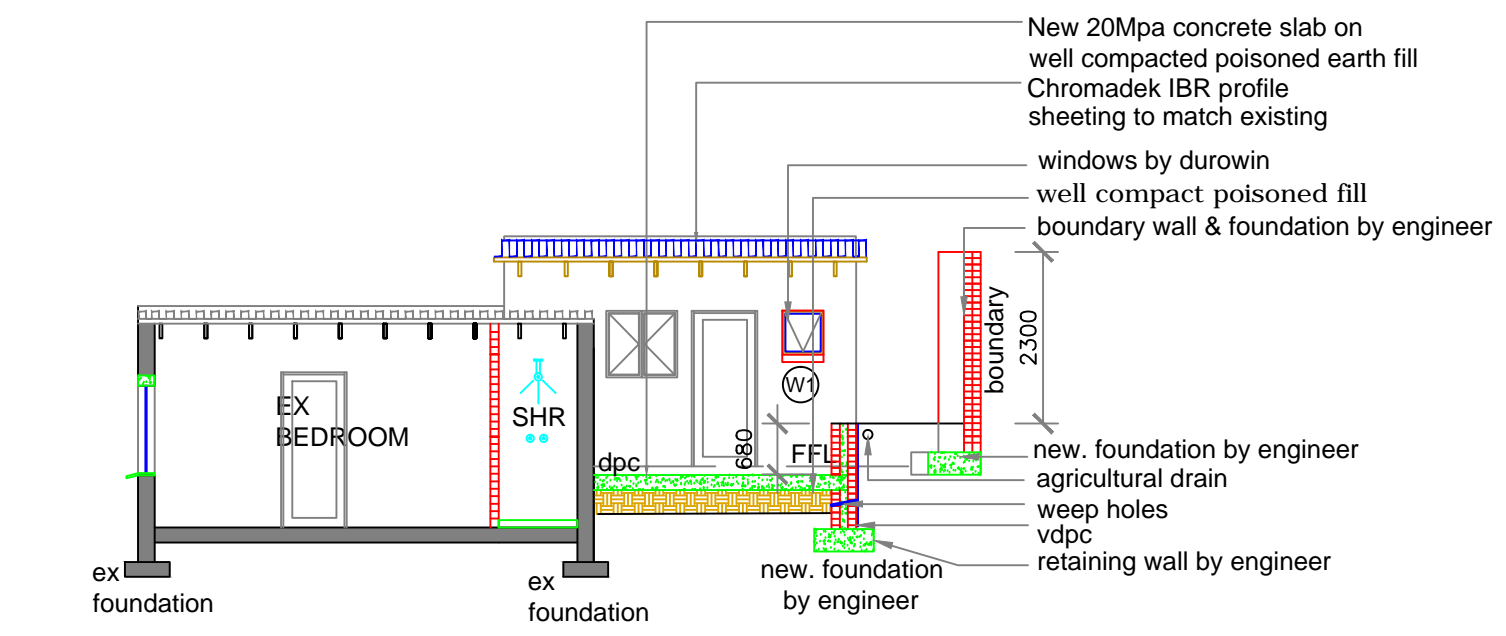 New 20Mpa concrete slab on
well compacted poisoned earth fill
Chromadek IBR profile
sheeting to match existing
windows by durowin
well compact poisoned fill
boundary wall & foundation by engineer
boundary
2300
W1
EX
BEDROOM
SHR
dpc
680
FFL
new. foundation by engineer
agricultural drain
weep holes
vdpc
retaining wall by engineer
ex
foundation
ex
foundation
new. foundation
by engineer